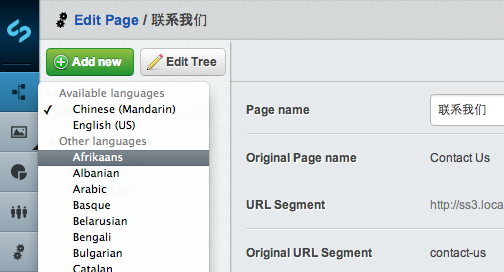 Edit Page / 联系我们
Add new
Edit Tree
Available languages
✓ Chinese (Mandarin)
English (US)
Other languages
Afrikaans
Albanian
Arabic
Basque
Belarusian
Bengali
Bulgarian
Catalan
Page name
联系我们
Original Page name
Contact Us
URL Segment
http://ss3.loca
Original URL Segment
contact-us